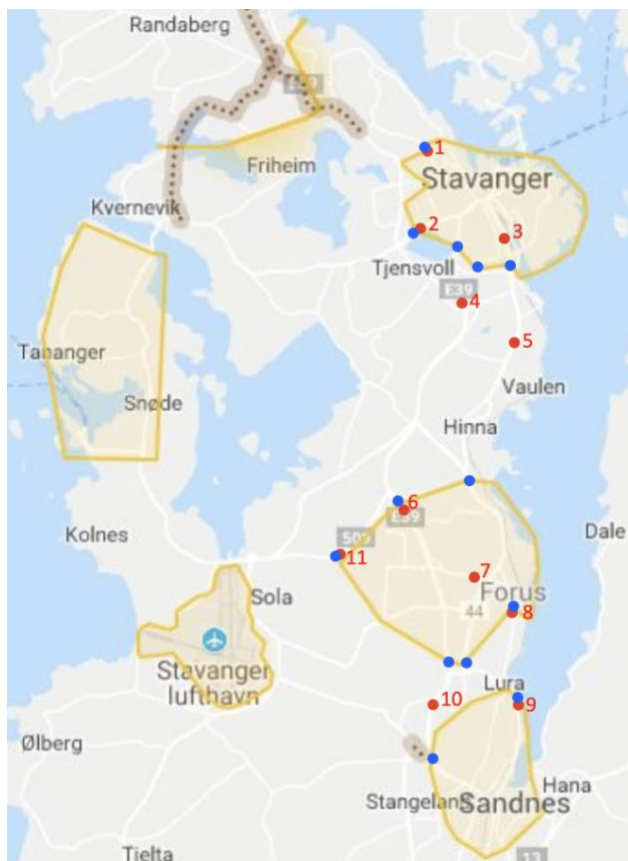 Randaberg
E39
1
Friheim
Stavanger
Kvernevik
2
3
Tjensvoll
E39
4
5
Tananger
Vaulen
Snøde
Hinna
6
E39
Kolnes
509
11
Dale
7
Forus
Sola
44
8
Stavanger
lufthavn
Lura
10
9
Ølberg
Hana
Stangeland
Sandnes
Tjelta
13